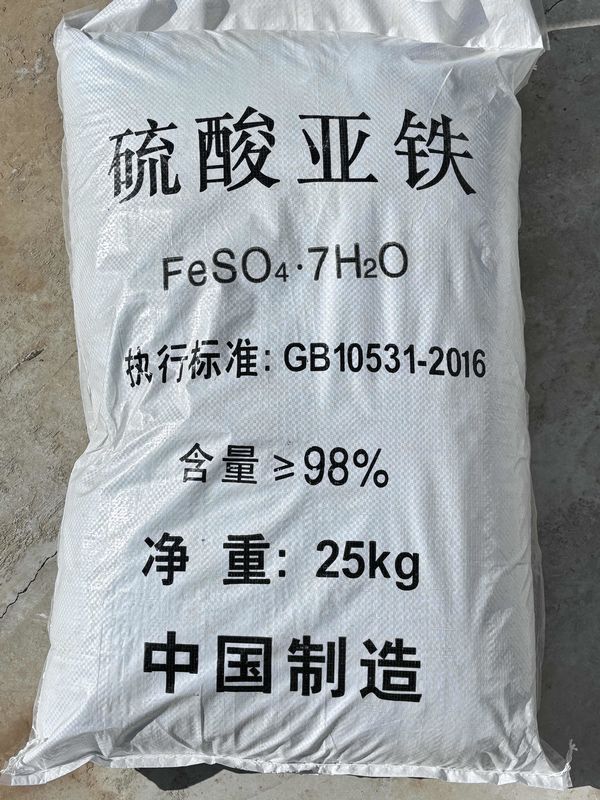 硫酸亚铁
FeSO₄·7H₂O
执行标准: GB10531-2016
含量≥98%
净重: 25kg
中国制造